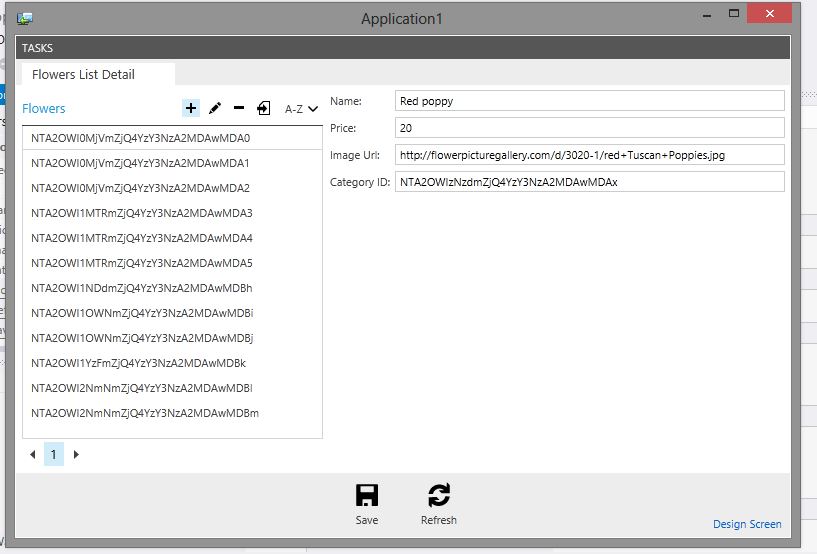 Application1
TASKS
Flowers List Detail
Flowers
A-Z
NTA2OWI0MjVmZjQ4YzY3NzA2MDAwMDA0
NTA2OWI0MjVmZjQ4YzY3NzA2MDAwMDA1
NTA2OWI0MjVmZjQ4YzY3NzA2MDAwMDA2
NTA2OWI1MTRmZjQ4YzY3NzA2MDAwMDA3
NTA2OWI1MTRmZjQ4YzY3NzA2MDAwMDA4
NTA2OWI1MTRmZjQ4YzY3NzA2MDAwMDA5
NTA2OWI1NDdmZjQ4YzY3NzA2MDAwMDBh
NTA2OWI1OWNmZjQ4YzY3NzA2MDAwMDBi
NTA2OWI1OWNmZjQ4YzY3NzA2MDAwMDBj
NTA2OWI1YzFmZjQ4YzY3NzA2MDAwMDBk
NTA2OWI2NmNmZjQ4YzY3NzA2MDAwMDBl
NTA2OWI2NmNmZjQ4YzY3NzA2MDAwMDBm
1
Name: Red poppy
Price: 20
Image Url: http://flowerpicturegallery.com/d/3020-1/red+Tuscan+Poppies.jpg
Category ID: NTA2OWIzNzdmZjQ4YzY3NzA2MDAwMDAx
Save
Refresh
Design Screen